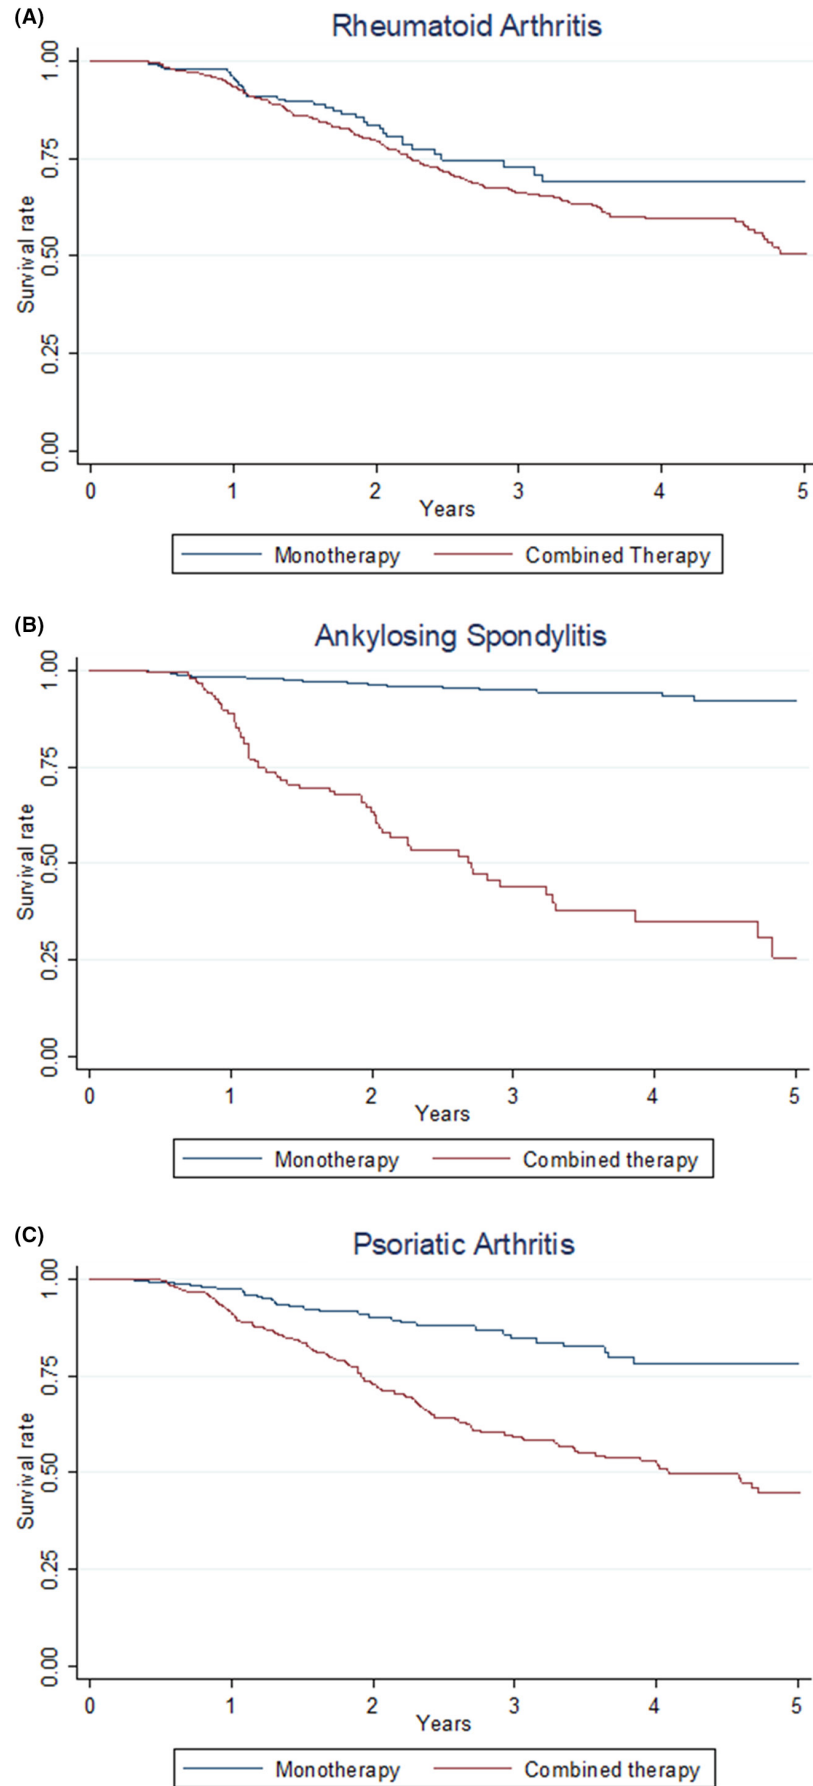 (A)
Rheumatoid Arthritis
1.00
0.75
0.50
0.25
0.00
Survival rate
0 1 2 3 4 5
Years
Monotherapy Combined Therapy
(B)
Ankylosing Spondylitis
1.00
0.75
0.50
0.25
0.00
Survival rate
0 1 2 3 4 5
Years
Monotherapy Combined therapy
(C)
Psoriatic Arthritis
1.00
0.75
0.50
0.25
0.00
Survival rate
0 1 2 3 4 5
Years
Monotherapy Combined therapy